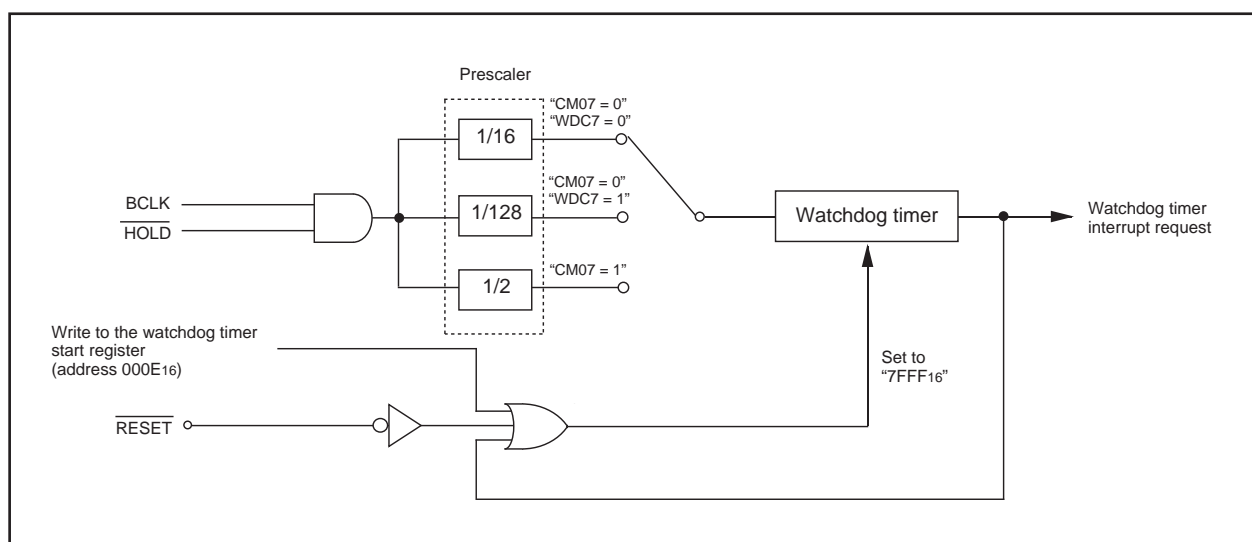 Prescaler
“CM07 = 0”
“WDC7 = 0”
1/16
BCLK
HOLD
“CM07 = 0”
“WDC7 = 1”
1/128
Watchdog timer
Watchdog timer
interrupt request
“CM07 = 1”
1/2
Write to the watchdog timer
start register
(address 000E16)
Set to
“7FFF16”
RESET